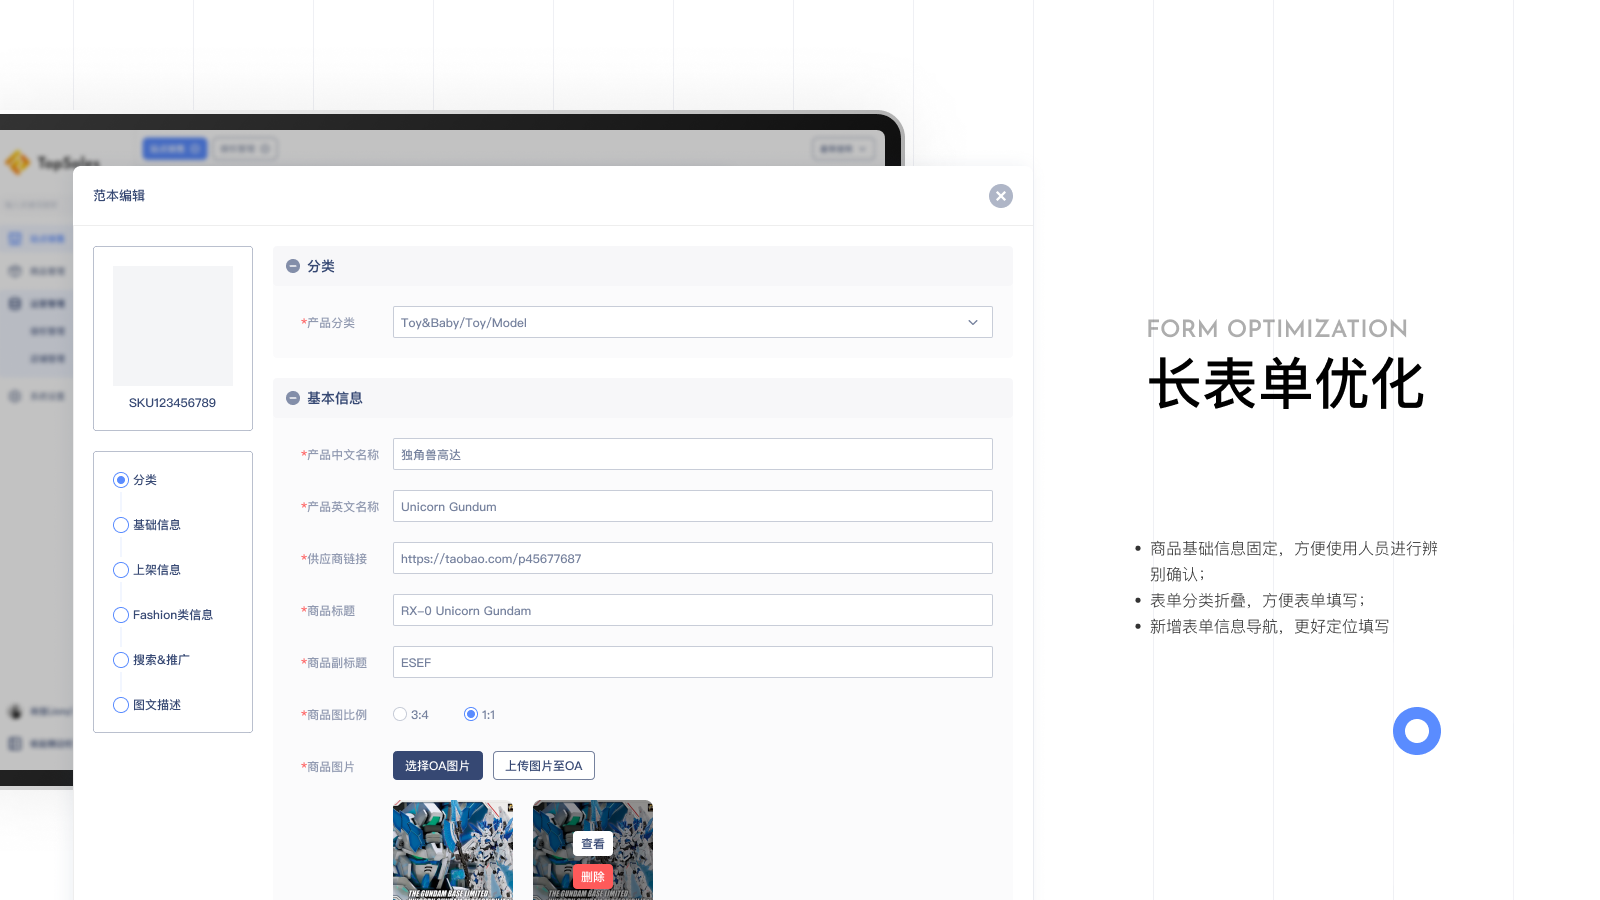 TopSales
范本编辑
SKU123456789
分类
基础信息
上架信息
Fashion类信息
搜索&推广
图文描述
分类
*产品分类
Toy&Baby/Toy/Model
基本信息
*产品中文名称
独角兽高达
*产品英文名称
Unicorn Gundum
*供应商链接
https://taobao.com/p45677687
*商品标题
RX-0 Unicorn Gundam
*商品副标题
ESEF
*商品图比例
3:4
1:1
*商品图片
选择OA图片
上传图片至OA
查看
删除
THE GUNDAM BASE LIMITED
THE GUNDAM BASE LIMITED
FORM OPTIMIZATION
长表单优化
• 商品基础信息固定，方便使用人员进行辨
别确认；
• 表单分类折叠，方便表单填写；
• 新增表单信息导航，更好定位填写